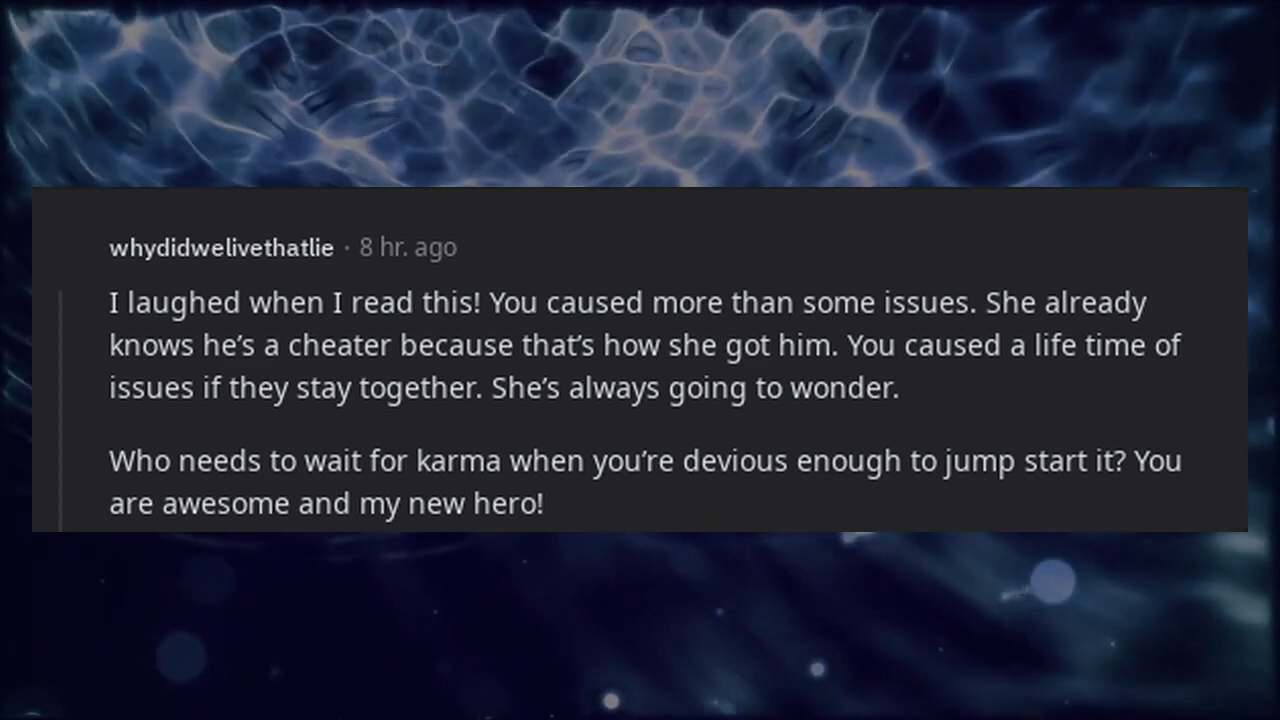 whydidwelivethatlie · 8 hr. ago
I laughed when I read this! You caused more than some issues. She already
knows he’s a cheater because that’s how she got him. You caused a life time of
issues if they stay together. She’s always going to wonder.
Who needs to wait for karma when you’re devious enough to jump start it? You
are awesome and my new hero!